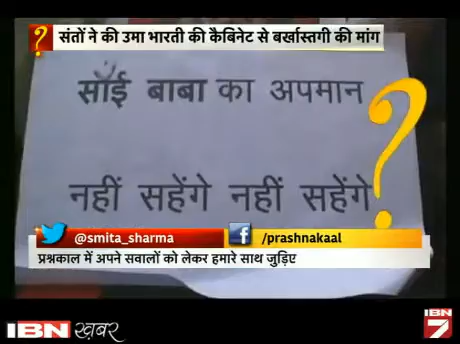 ?
संतों ने की उमा भारती की कैबिनेट से बर्खास्तगी की मांग
साँई बाबा का अपमान
?
नहीं सहेंगे नहीं सहेंगे
@smita_sharma
f /prashnakaal
प्रश्नकाल में अपने सवालों को लेकर हमारे साथ जुड़िए
IBN ख़बर
IBN
7